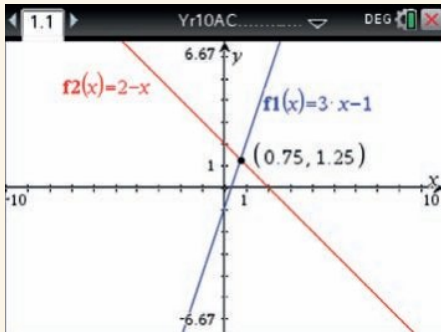 1.1 Yr10AC............ DEG
6.67 y
f2(x)=2-x
f1(x)=3·x-1
(0.75, 1.25)
1
x
-10 1 10
-6.67